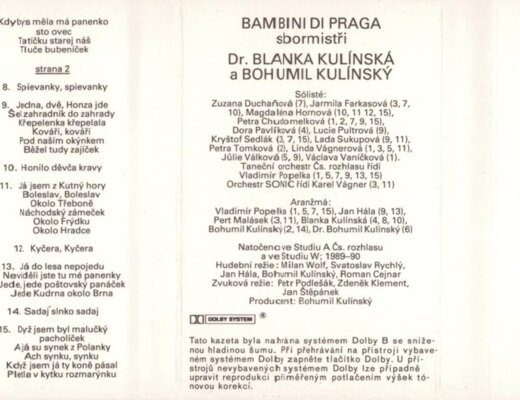 Kdybys měla má panenko
sto ovec
Tatíčku starej náš
Tluče bubeníček
strana 2
8. Spievanky, spievanky
9. Jedna, dvě, Honza jde
Šel zahradník do zahrady
Křepelenka křepelala
Kováři, kováři
Pod naším okýnkem
Běžel tudy zajíček
10. Honilo děvča kravy
11. Já jsem z Kutný hory
Boleslav, Boleslav
Okolo Třeboně
Náchodský zámeček
Okolo Frýdku
Okolo Hradce
12. Kyčera, Kyčera
13. Já do lesa nepojedu
Neviděli jste tu mé panenky
Jede, jede poštovský panáček
Jede Kudrna okolo Brna
14. Sadaj slnko sadaj
15. Dyž jsem byl malučký
pacholíček
A já su synek z Polanky
Ach synku, synku
Když jsem já ty koně pásal
Pletla v kytku rozmarýnku
BAMBINI DI PRAGA
sbormistři
Dr. BLANKA KULÍNSKÁ
a BOHUMIL KULÍNSKÝ
Sólisté:
Zuzana Duchaňová (7), Jarmila Farkasová (3, 7,
10), Magdaléna Hornová (10, 11 12, 15),
Petra Chudomelková (1, 2, 7, 9, 15),
Dora Pavlíková (4), Lucie Pultrová (9),
Kryštof Sedlák (3, 7, 15), Lada Sukupová (9, 11),
Petra Tomková (2), Linda Vágnerová (1, 3, 5, 11),
Júlie Válková (5, 9), Václava Vaníčková (1).
Taneční orchestr Čs. rozhlasu řídí
Vladimír Popelka (1, 5, 7, 9, 13, 15)
Orchestr SONIC řídí Karel Vágner (3, 11)
Aranžmá:
Vladimír Popelka (1, 5, 7, 15), Jan Hála (9, 13),
Pert Malásek (3, 11), Blanka Kulínská (4, 8, 10),
Bohumil Kulínský (2, 14), Dr. Bohumil Kulínský (6)
Natočeno ve Studiu A Čs. rozhlasu
a ve Studiu W; 1989–90
Hudební režie: Milan Wolf, Svatoslav Rychlý,
Jan Hála, Bohumil Kulínský, Roman Cejnar
Zvuková režie: Petr Podlešák, Zdeněk Klement,
Jan Štěpánek
Producent: Bohumil Kulínský
DOLBY SYSTEM ®
Tato kazeta byla nahrána systémem Dolby B se sníže-
nou hladinou šumu. Při přehrávání na přístroji vybave-
ném systémem Dolby zapněte tlačítko Dolby. U pří-
strojů nevybavených systémem Dolby lze případně
upravit reprodukci přiměřeným potlačením výšek tó-
novou korekcí.